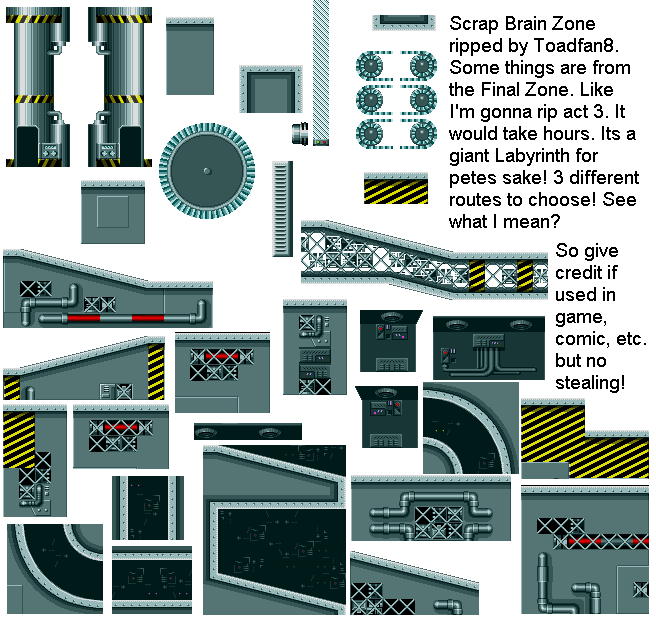 Scrap Brain Zone
ripped by Toadfan8.
Some things are from
the Final Zone. Like
I'm gonna rip act 3. It
would take hours. Its a
giant Labyrinth for
petes sake! 3 different
routes to choose! See
what I mean?
So give
credit if
used in
game,
comic, etc.
but no
stealing!